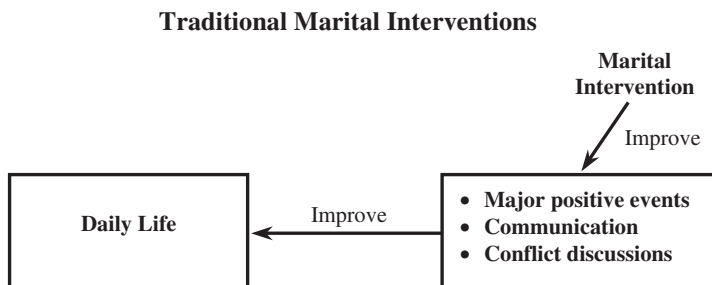 Traditional Marital Interventions
Marital
Intervention
Improve
Daily Life
Improve
• Major positive events
• Communication
• Conflict discussions